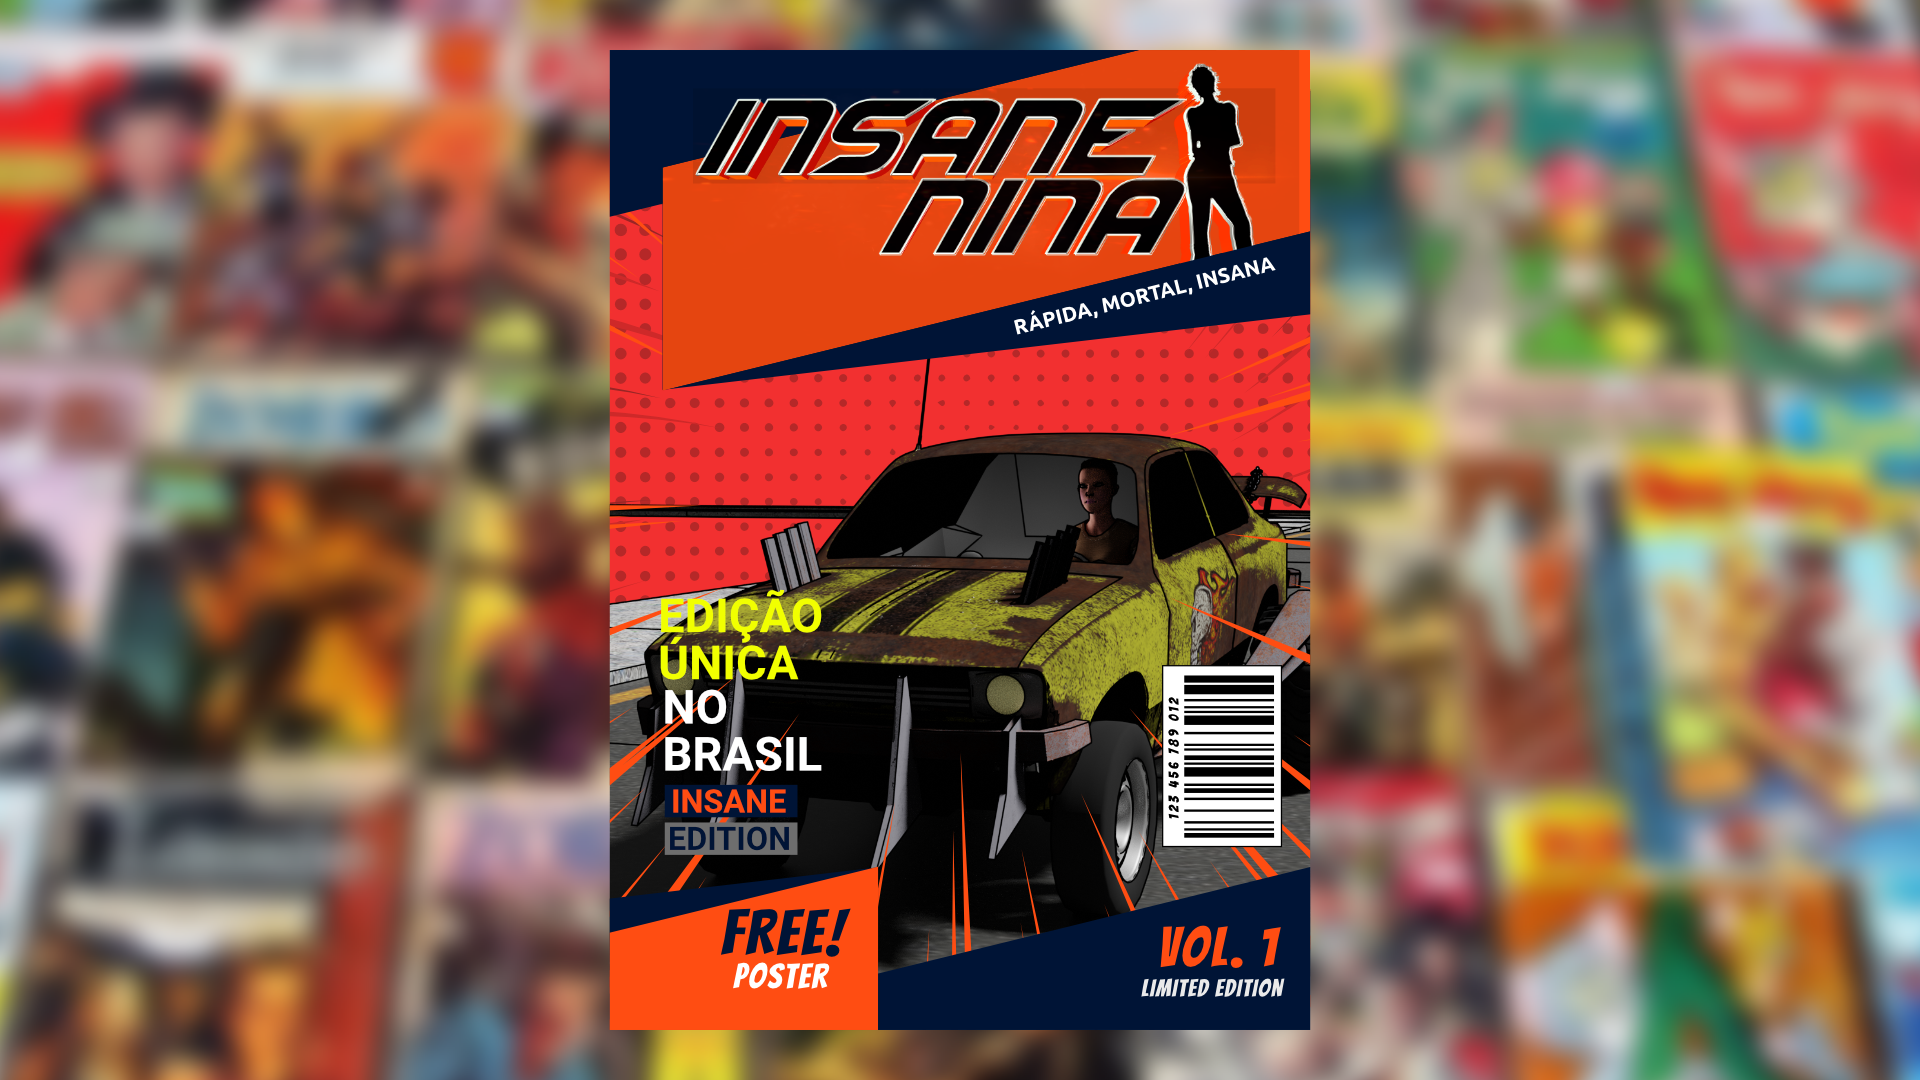 INSANE
NINA
RÁPIDA, MORTAL, INSANA
EDIÇÃO
ÚNICA
NO
BRASIL
INSANE
EDITION
123 456 789 012
FREE!
POSTER
VOL. 1
LIMITED EDITION